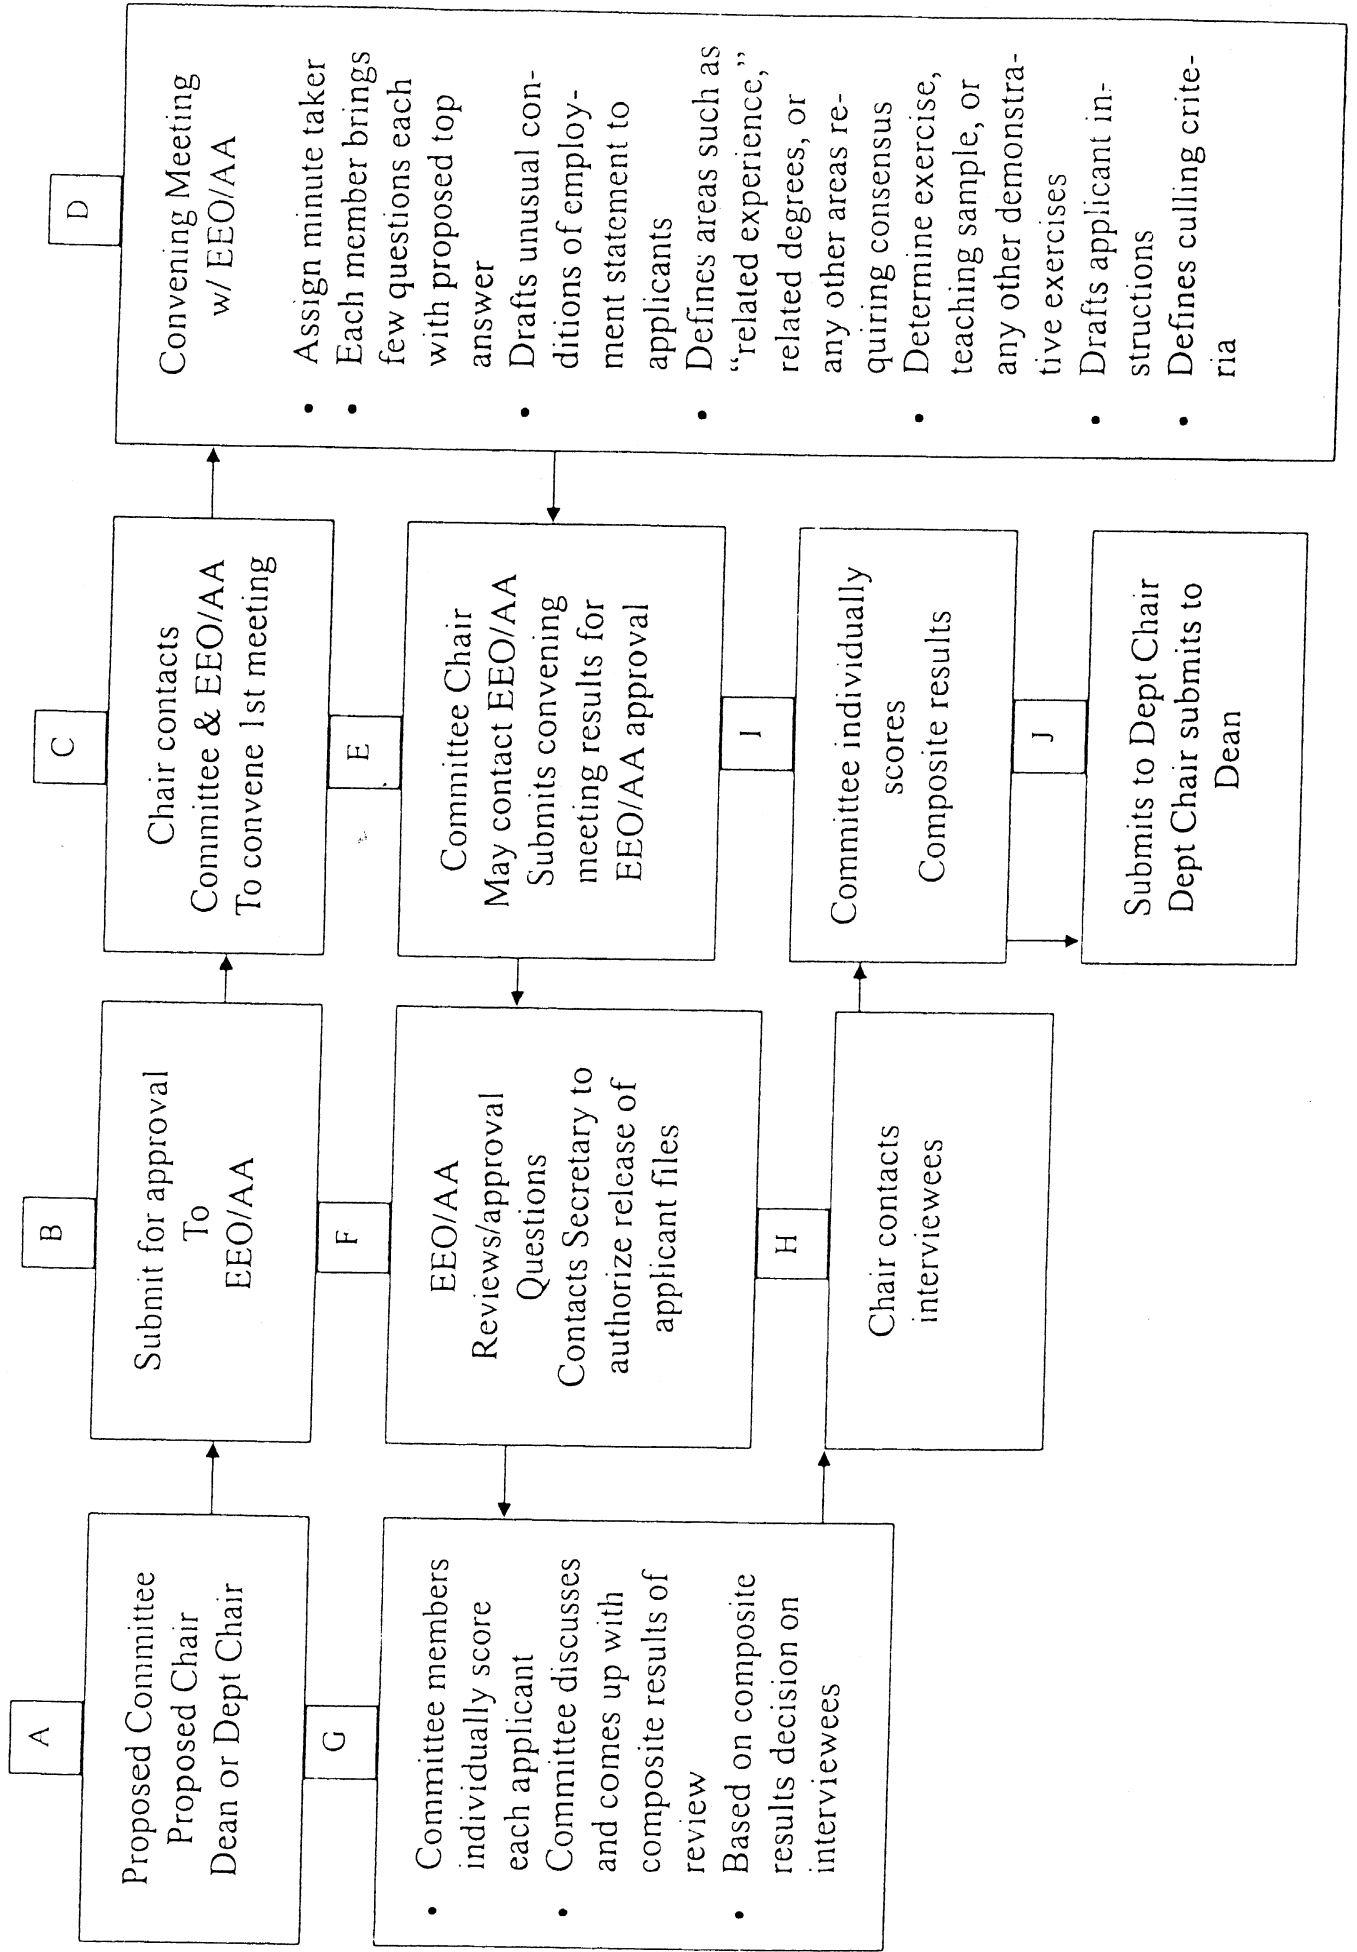 A
Proposed Committee
Proposed Chair
Dean or Dept Chair
B
Submit for approval
To
EEO/AA
C
Chair contacts
Committee & EEO/AA
To convene 1st meeting
D
Convening Meeting
w/ EEO/AA
• Assign minute taker
• Each member brings
few questions each
with proposed top
answer
• Drafts unusual con-
ditions of employ-
ment statement to
applicants
• Defines areas such as
“related experience,”
related degrees, or
any other areas re-
quiring consensus
• Determine exercise,
teaching sample, or
any other demonstra-
tive exercises
• Drafts applicant in-
structions
• Defines culling crite-
ria
E
Committee Chair
May contact EEO/AA
Submits convening
meeting results for
EEO/AA approval
F
EEO/AA
Reviews/approval
Questions
Contacts Secretary to
authorize release of
applicant files
G
• Committee members
individually score
each applicant
• Committee discusses
and comes up with
composite results of
review
• Based on composite
results decision on
interviewees
H
Chair contacts
interviewees
I
Committee individually
scores
Composite results
J
Submits to Dept Chair
Dept Chair submits to
Dean